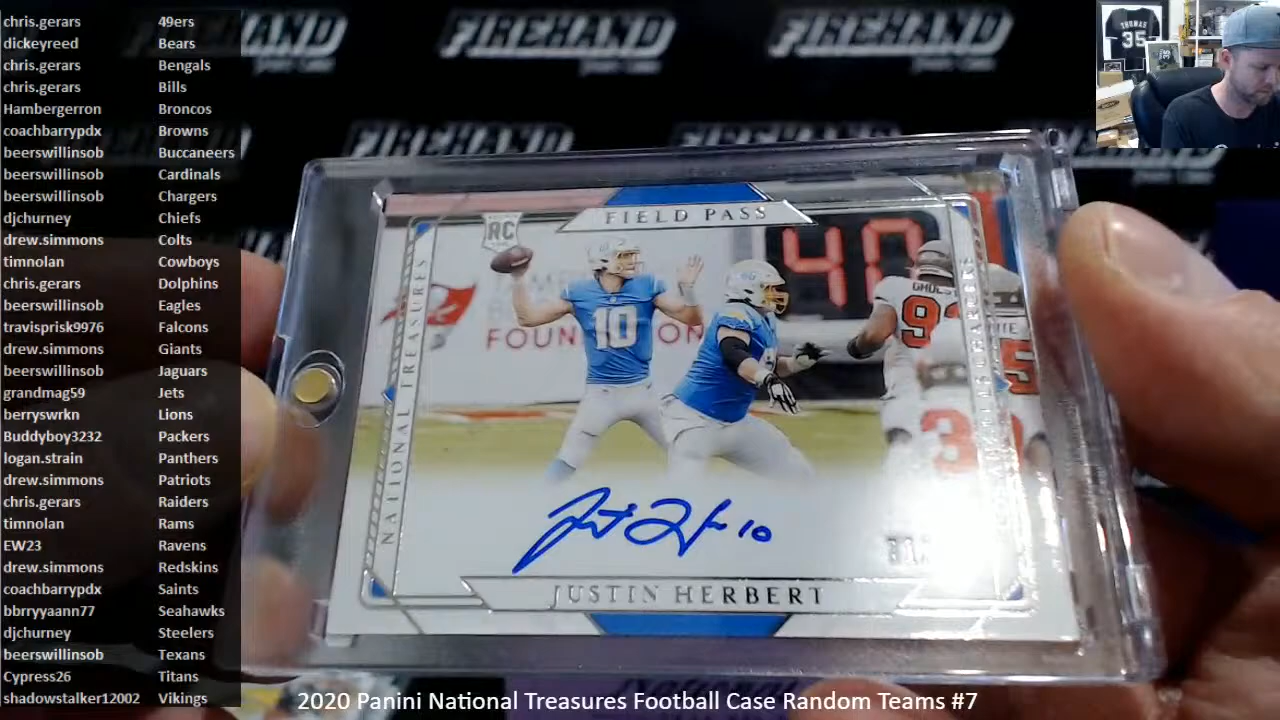 chris.gerars 49ers
dickeyreed Bears
chris.gerars Bengals
chris.gerars Bills
Hambergerron Broncos
coachbarrypdx Browns
beerswillinsob Buccaneers
beerswillinsob Cardinals
beerswillinsob Chargers
djchurney Chiefs
drew.simmons Colts
timnolan Cowboys
chris.gerars Dolphins
beerswillinsob Eagles
travisprisk9976 Falcons
drew.simmons Giants
beerswillinsob Jaguars
grandmag59 Jets
berryswrkn Lions
Buddyboy3232 Packers
logan.strain Panthers
drew.simmons Patriots
chris.gerars Raiders
timnolan Rams
EW23 Ravens
drew.simmons Redskins
coachbarrypdx Saints
bbrryyaann77 Seahawks
djchurney Steelers
beerswillinsob Texans
Cypress26 Titans
shadowstalker12002 Vikings
FIREHAND
FIREHAND
FIREHAND
FIREHAND
THOMAS
35
RC
FIELD PASS
NATIONAL TREASURES
FOUN
ON
40
10
10
JUSTIN HERBERT
2020 Panini National Treasures Football Case Random Teams #7